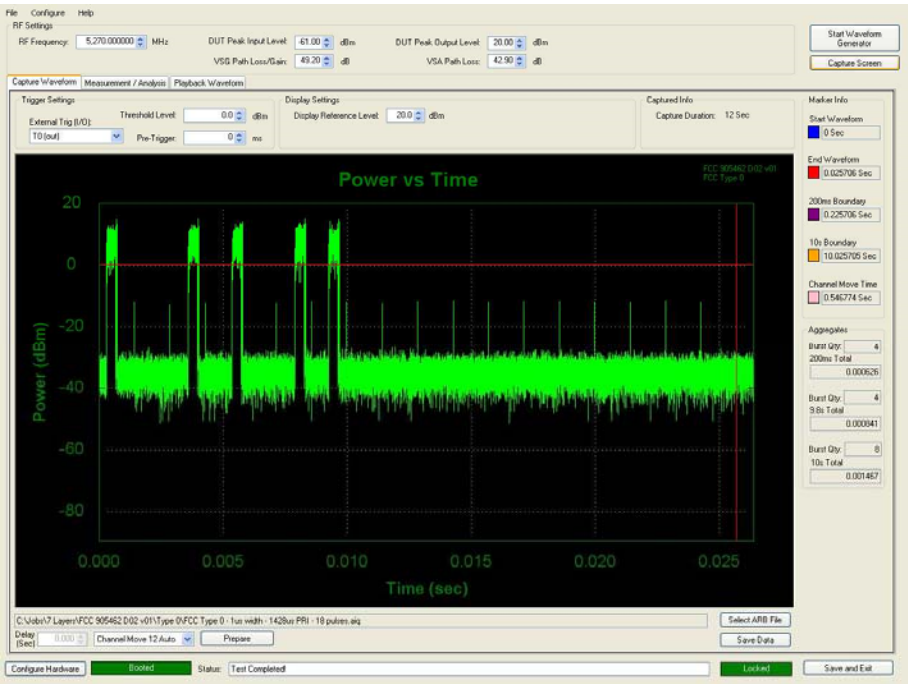 File Configure Help
RF Settings
RF Frequency: 5,270.000000 MHz DUT Peak Input Level: -61.00 dBm DUT Peak Output Level: 20.00 dBm
VSG Path Loss/Gain: 49.20 dB VSA Path Loss: 42.90 dB
Start Waveform Generator
Capture Screen
Capture Waveform Measurement / Analysis Playback Waveform
Trigger Settings
External Trig (I/O):
T0 (out)
Threshold Level: 0.0 dBm
Pre-Trigger: 0 ms
Display Settings
Display Reference Level: 20.0 dBm
Captured Info
Capture Duration: 12 Sec
Marker Info
Start Waveform
0 Sec
End Waveform
0.025706 Sec
200ms Boundary
0.225706 Sec
10s Boundary
10.025705 Sec
Channel Move Time
0.546774 Sec
Aggregates
Burst Qty: 4
200ms Total
0.000626
Burst Qty: 4
9.8s Total
0.000841
Burst Qty: 8
10s Total
0.001467
Power vs Time
FCC 905462 D02 v01
FCC Type 0
Power (dBm)
20
0
-20
-40
-60
-80
0.000 0.005 0.010 0.015 0.020 0.025
Time (sec)
C:\Jobs\7 Layers\FCC 905462 D02 v01\Type 0\FCC Type 0 - 1us width - 1428us PRI - 18 pulses.aiq
Select ARB File
Delay (Sec) 0.000 Channel Move 12 Auto Prepare
Save Data
Configure Hardware Booted Status: Test Completed! Locked Save and Exit